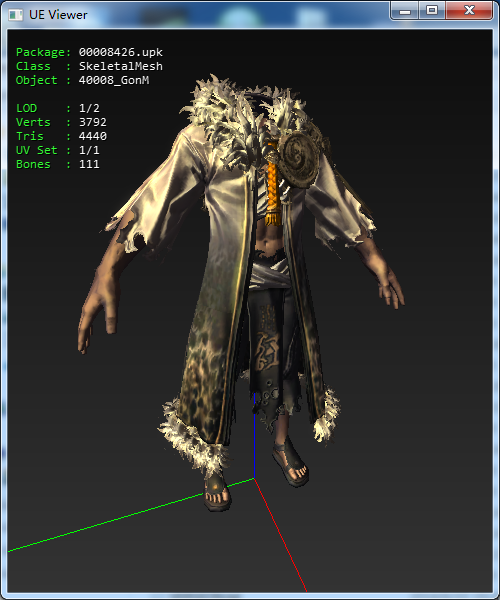 UE Viewer
Package: 00008426.upk
Class : SkeletalMesh
Object : 40008_GonM
LOD : 1/2
Verts : 3792
Tris : 4440
UV Set : 1/1
Bones : 111